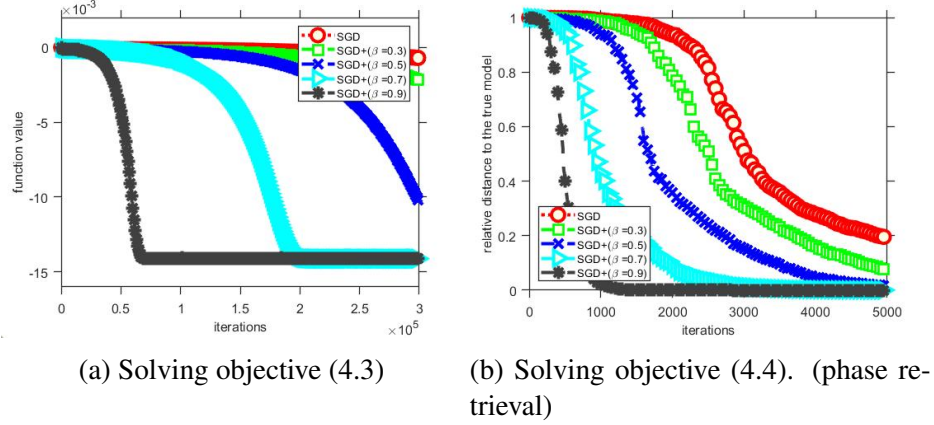 ×10⁻³
0
-5
-10
-15
function value
SGD
SGD+(β =0.3)
SGD+(β =0.5)
SGD+(β =0.7)
SGD+(β =0.9)
0 0.5 1 1.5 2 2.5 3
iterations
×10⁵
(a) Solving objective (4.3)
1
0.8
0.6
0.4
0.2
0
relative distance to the true model
SGD
SGD+(β =0.3)
SGD+(β =0.5)
SGD+(β =0.7)
SGD+(β =0.9)
0 1000 2000 3000 4000 5000
iterations
(b) Solving objective (4.4). (phase re-
trieval)